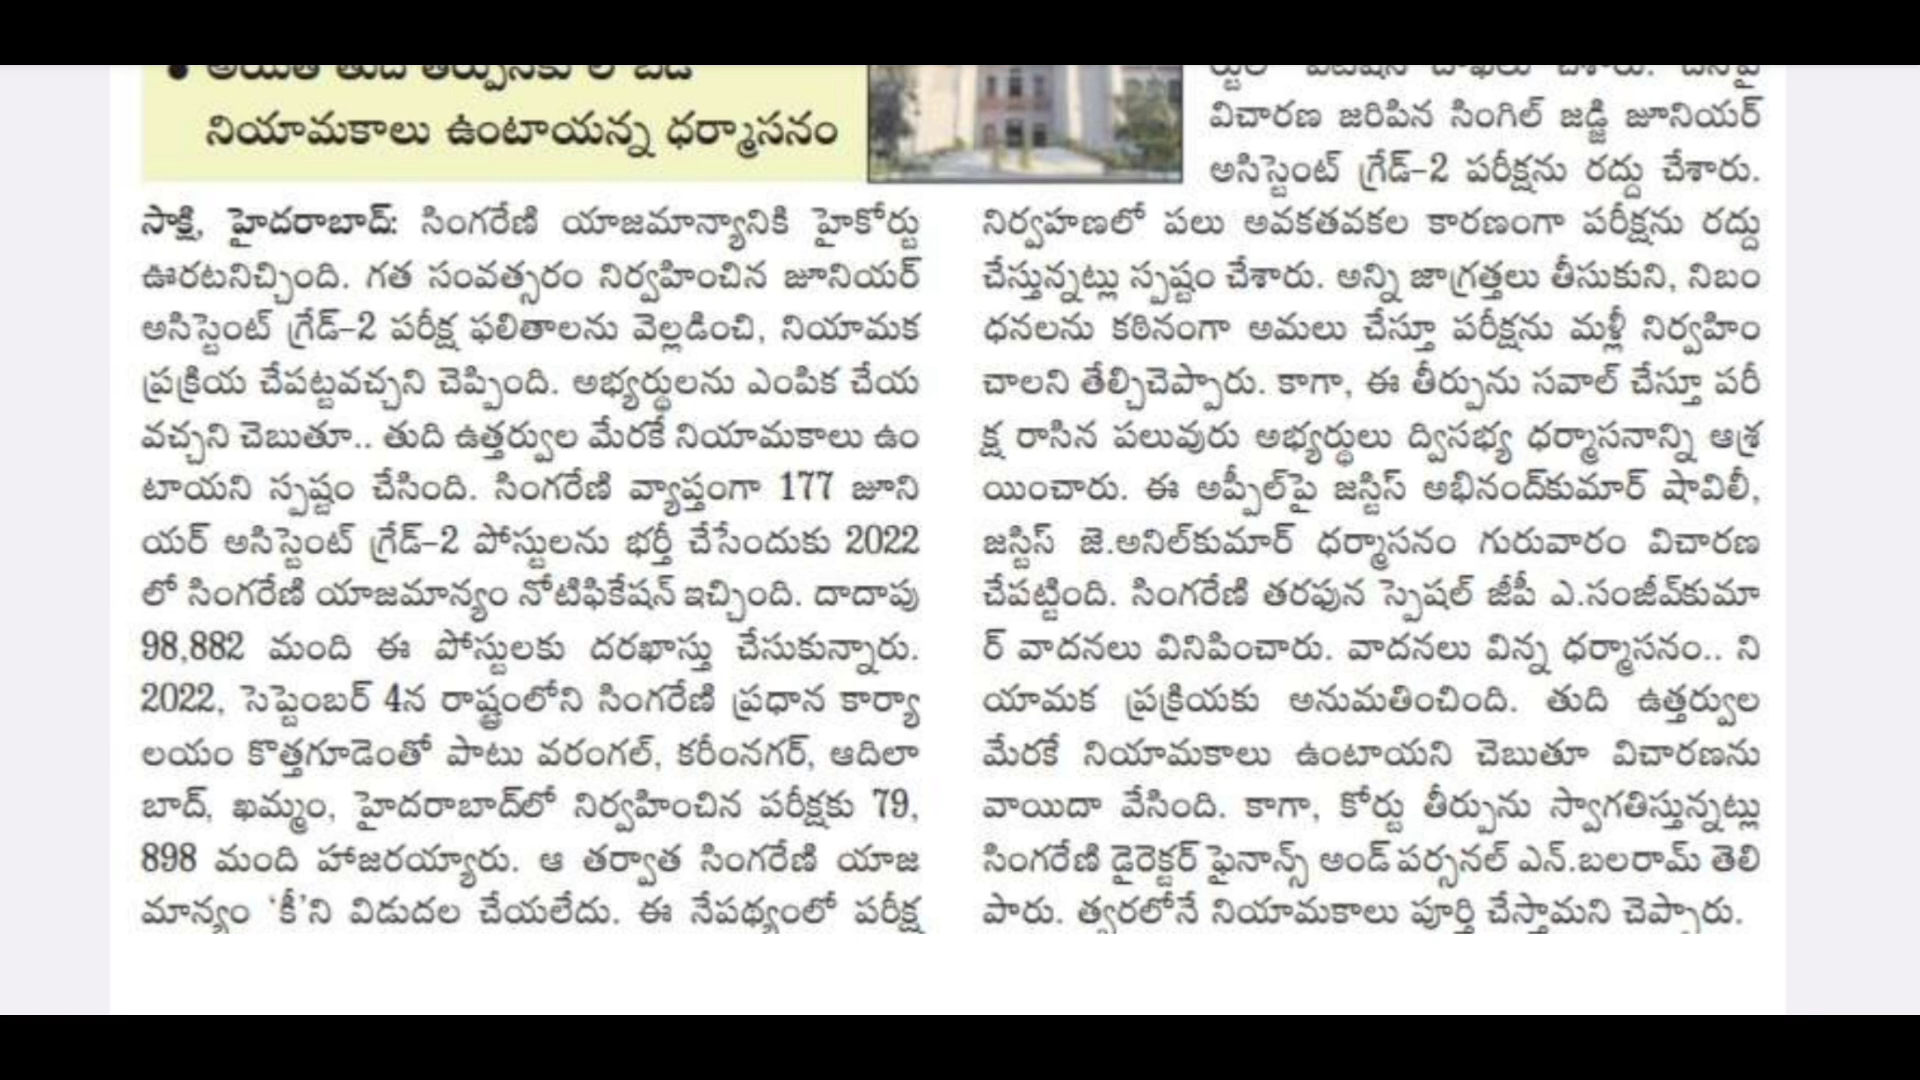 నియామకాలు ఉంటాయన్న ధర్మాసనం
సాక్షి, హైదరాబాద్: సింగరేణి యాజమాన్యానికి హైకోర్టు
ఊరటనిచ్చింది. గత సంవత్సరం నిర్వహించిన జూనియర్
అసిస్టెంట్ గ్రేడ్–2 పరీక్ష ఫలితాలను వెల్లడించి, నియామక
ప్రక్రియ చేపట్టవచ్చని చెప్పింది. అభ్యర్థులను ఎంపిక చేయ
వచ్చని చెబుతూ.. తుది ఉత్తర్వుల మేరకే నియామకాలు ఉం
టాయని స్పష్టం చేసింది. సింగరేణి వ్యాప్తంగా 177 జూని
యర్ అసిస్టెంట్ గ్రేడ్–2 పోస్టులను భర్తీ చేసేందుకు 2022
లో సింగరేణి యాజమాన్యం నోటిఫికేషన్ ఇచ్చింది. దాదాపు
98,882 మంది ఈ పోస్టులకు దరఖాస్తు చేసుకున్నారు.
2022, సెప్టెంబర్ 4న రాష్ట్రంలోని సింగరేణి ప్రధాన కార్యా
లయం కొత్తగూడెంతో పాటు వరంగల్, కరీంనగర్, ఆదిలా
బాద్, ఖమ్మం, హైదరాబాద్‌లో నిర్వహించిన పరీక్షకు 79,
898 మంది హాజరయ్యారు. ఆ తర్వాత సింగరేణి యాజ
మాన్యం ‘కీ’ని విడుదల చేయలేదు. ఈ నేపథ్యంలో పరీక్ష
విచారణ జరిపిన సింగిల్ జడ్జి జూనియర్
అసిస్టెంట్ గ్రేడ్–2 పరీక్షను రద్దు చేశారు.
నిర్వహణలో పలు అవకతవకల కారణంగా పరీక్షను రద్దు
చేస్తున్నట్లు స్పష్టం చేశారు. అన్ని జాగ్రత్తలు తీసుకుని, నిబం
ధనలను కఠినంగా అమలు చేస్తూ పరీక్షను మళ్లీ నిర్వహిం
చాలని తేల్చిచెప్పారు. కాగా, ఈ తీర్పును సవాల్ చేస్తూ పరీ
క్ష రాసిన పలువురు అభ్యర్థులు ద్విసభ్య ధర్మాసనాన్ని ఆశ్ర
యించారు. ఈ అప్పీల్‌పై జస్టిస్ అభినంద్‌కుమార్ షావిలీ,
జస్టిస్ జె.అనిల్‌కుమార్ ధర్మాసనం గురువారం విచారణ
చేపట్టింది. సింగరేణి తరఫున స్పెషల్ జీపీ ఎ.సంజీవ్‌కుమా
ర్ వాదనలు వినిపించారు. వాదనలు విన్న ధర్మాసనం.. ని
యామక ప్రక్రియకు అనుమతించింది. తుది ఉత్తర్వుల
మేరకే నియామకాలు ఉంటాయని చెబుతూ విచారణను
వాయిదా వేసింది. కాగా, కోర్టు తీర్పును స్వాగతిస్తున్నట్లు
సింగరేణి డైరెక్టర్ ఫైనాన్స్ అండ్ పర్సనల్ ఎన్.బలరామ్ తెలి
పారు. త్వరలోనే నియామకాలు పూర్తి చేస్తామని చెప్పారు.